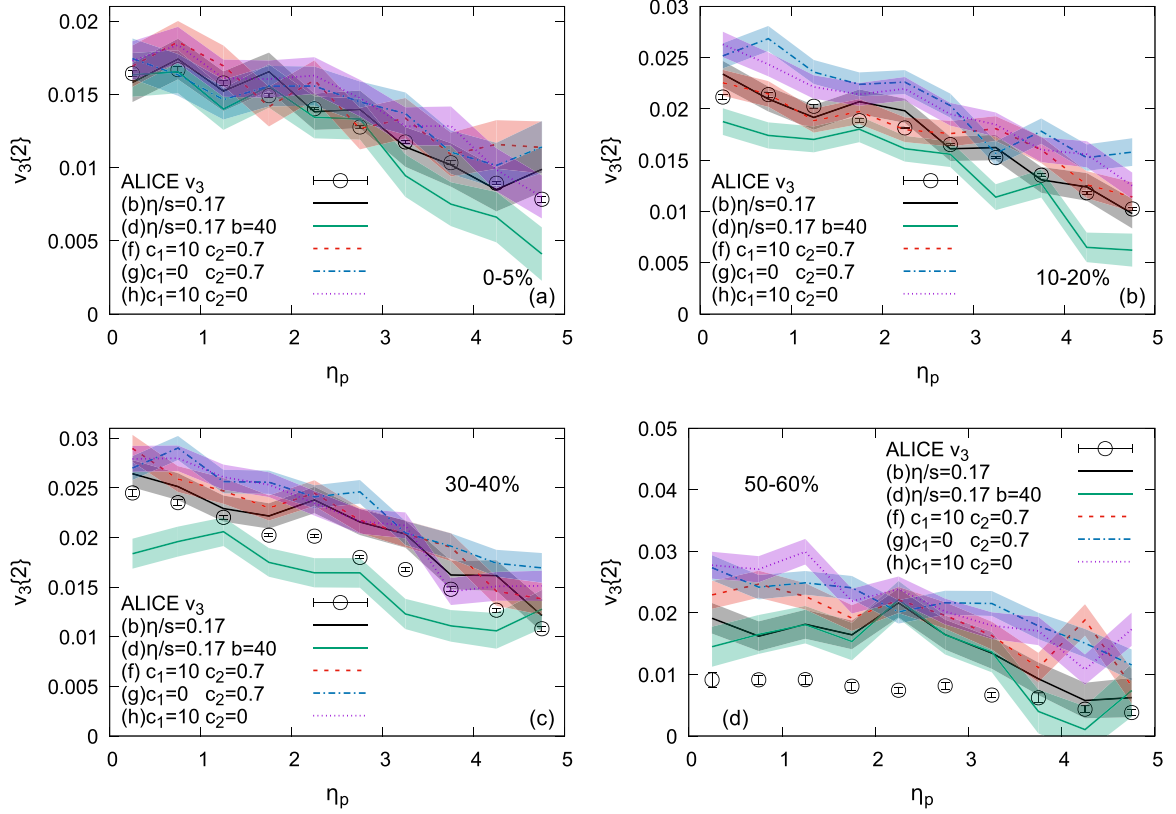 0.02
0.015
0.01
0.005
0
v₃{2}
ALICE v₃
(b)η/s=0.17
(d)η/s=0.17 b=40
(f) c₁=10 c₂=0.7
(g)c₁=0 c₂=0.7
(h)c₁=10 c₂=0
0-5%
(a)
0 1 2 3 4 5
ηₚ
0.03
0.025
0.02
0.015
0.01
0.005
0
v₃{2}
ALICE v₃
(b)η/s=0.17
(d)η/s=0.17 b=40
(f) c₁=10 c₂=0.7
(g)c₁=0 c₂=0.7
(h)c₁=10 c₂=0
10-20%
(b)
0 1 2 3 4 5
ηₚ
0.03
0.025
0.02
0.015
0.01
0.005
0
v₃{2}
30-40%
ALICE v₃
(b)η/s=0.17
(d)η/s=0.17 b=40
(f) c₁=10 c₂=0.7
(g)c₁=0 c₂=0.7
(h)c₁=10 c₂=0
(c)
0 1 2 3 4 5
ηₚ
0.05
0.04
0.03
0.02
0.01
0
v₃{2}
50-60%
ALICE v₃
(b)η/s=0.17
(d)η/s=0.17 b=40
(f) c₁=10 c₂=0.7
(g)c₁=0 c₂=0.7
(h)c₁=10 c₂=0
(d)
0 1 2 3 4 5
ηₚ